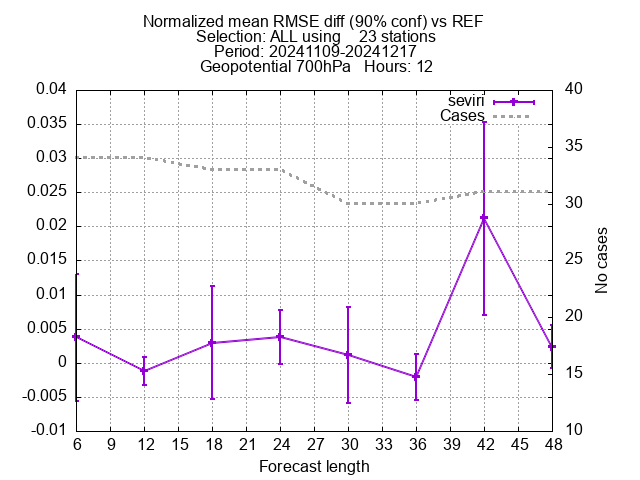 Normalized mean RMSE diff (90% conf) vs REF
Selection: ALL using    23 stations
Period: 20241109-20241217
Geopotential 700hPa   Hours: 12
seviri
Cases
0.04
0.035
0.03
0.025
0.02
0.015
0.01
0.005
0
-0.005
-0.01
40
35
30
25
20
15
10
No cases
6 9 12 15 18 21 24 27 30 33 36 39 42 45 48
Forecast length